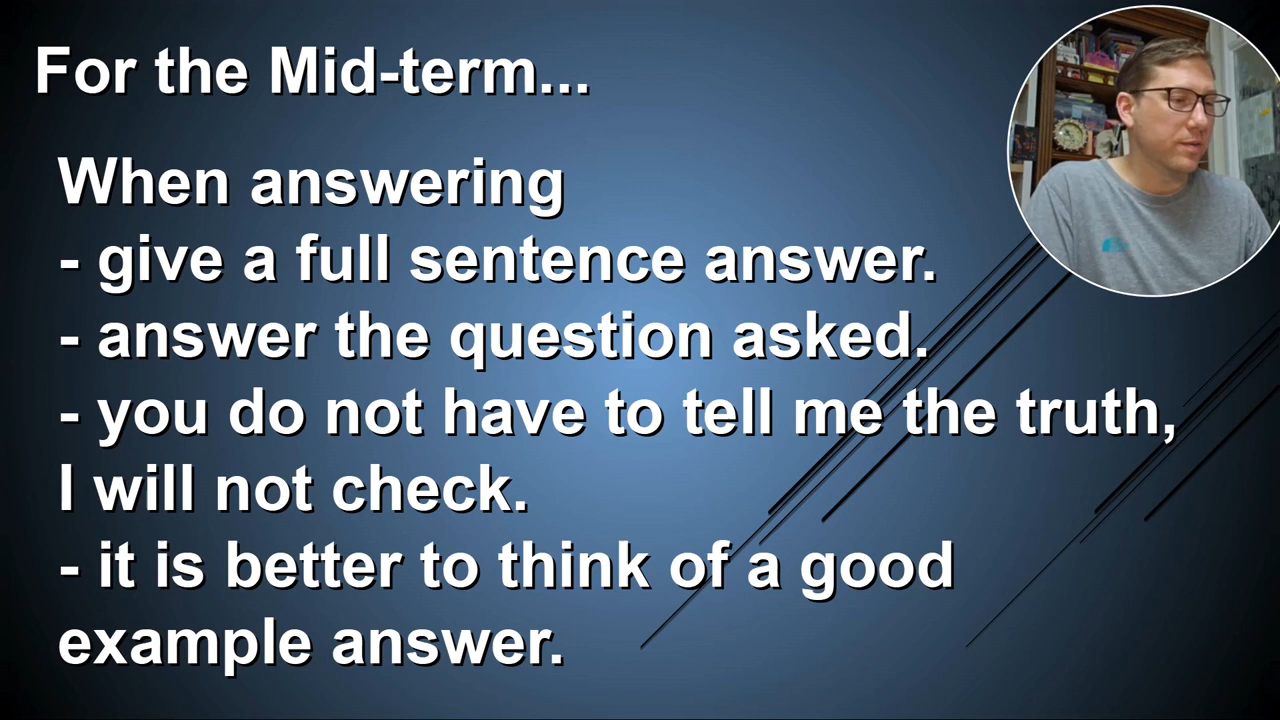 For the Mid-term...
When answering
- give a full sentence answer.
- answer the question asked.
- you do not have to tell me the truth,
I will not check.
- it is better to think of a good
example answer.